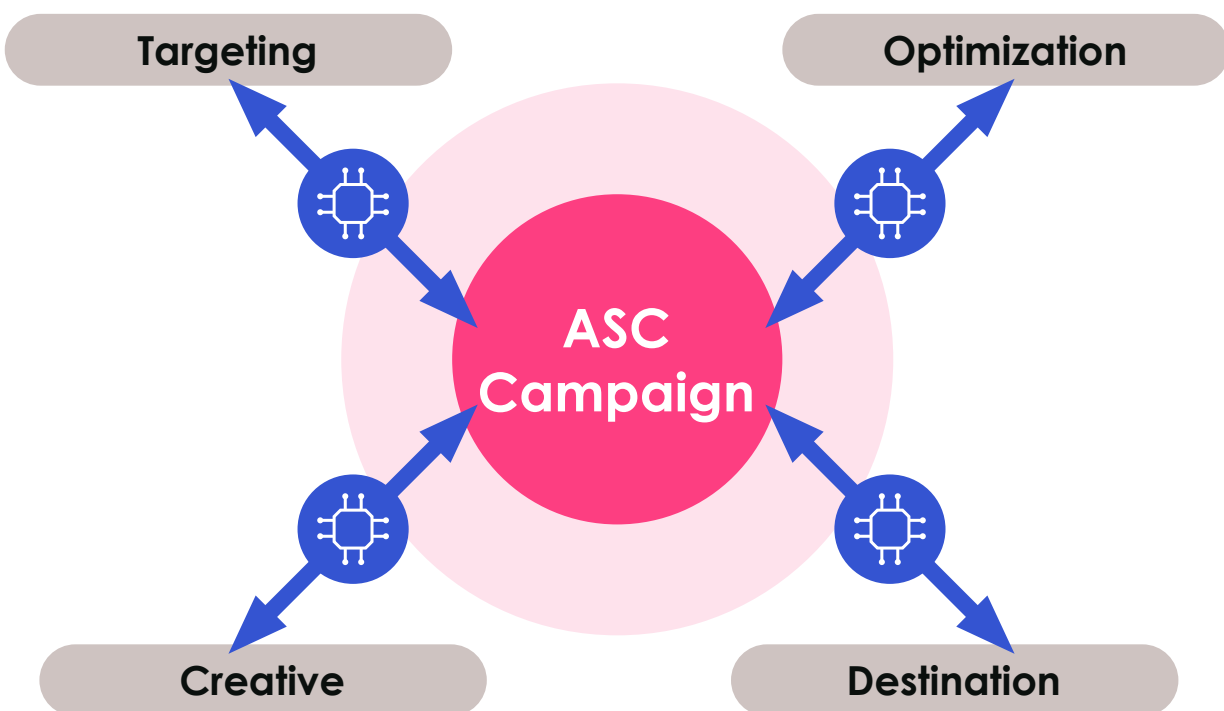 Targeting
Optimization
ASC
Campaign
Creative
Destination